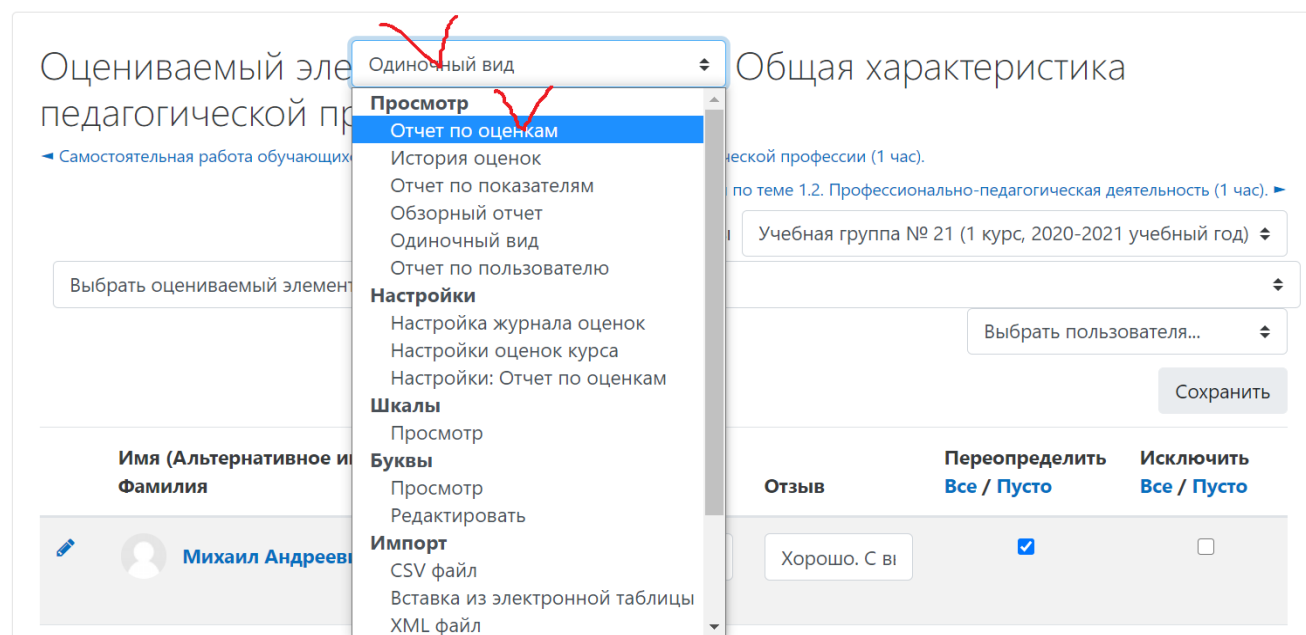 Оцениваемый эле
Одиночный вид
Общая характеристика
педагогической пр
◄ Самостоятельная работа обучающихс
ческой профессии (1 час).
по теме 1.2. Профессионально-педагогическая деятельность (1 час). ►
Учебная группа № 21 (1 курс, 2020-2021 учебный год)
Выбрать оцениваемый элемент
Выбрать пользователя...
Сохранить
Просмотр
Отчет по оценкам
История оценок
Отчет по показателям
Обзорный отчет
Одиночный вид
Отчет по пользователю
Настройки
Настройка журнала оценок
Настройки оценок курса
Настройки: Отчет по оценкам
Шкалы
Просмотр
Буквы
Просмотр
Редактировать
Импорт
CSV файл
Вставка из электронной таблицы
XML файл
Имя (Альтернативное и
Фамилия
Отзыв
Переопределить
Все / Пусто
Исключить
Все / Пусто
Михаил Андрееви
Хорошо. С вы